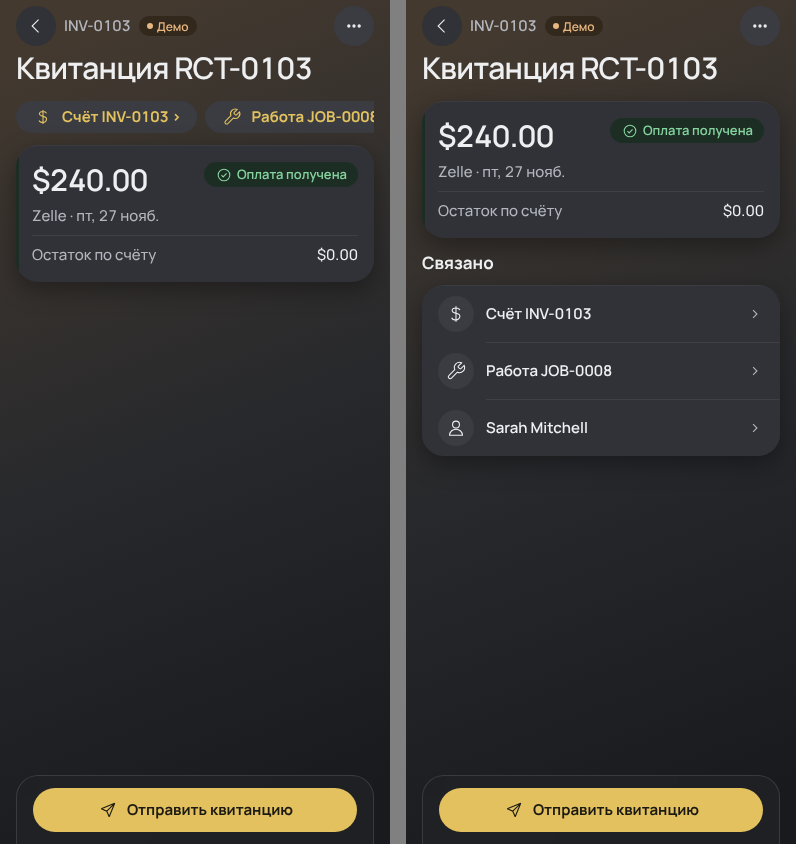 INV-0103 Демо
Квитанция RCT-0103
$ Счёт INV-0103 ›
Работа JOB-0008
$240.00
Оплата получена
Zelle · пт, 27 нояб.
Остаток по счёту $0.00
Отправить квитанцию
INV-0103 Демо
Квитанция RCT-0103
$240.00
Оплата получена
Zelle · пт, 27 нояб.
Остаток по счёту $0.00
Связано
$ Счёт INV-0103
Работа JOB-0008
Sarah Mitchell
Отправить квитанцию